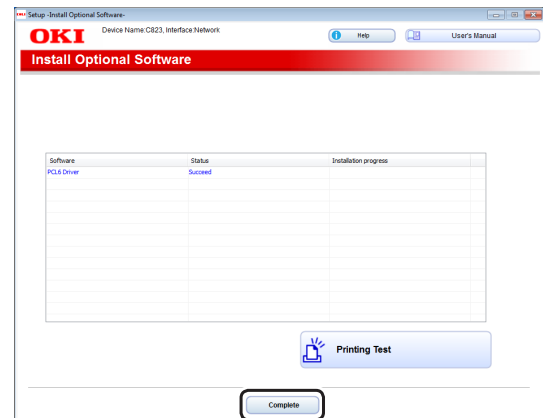 Setup -Install Optional Software-
OKI
Device Name:C823, Interface:Network
Help
User's Manual
Install Optional Software
Software Status Installation progress
PCL6 Driver Succeed
Printing Test
Complete